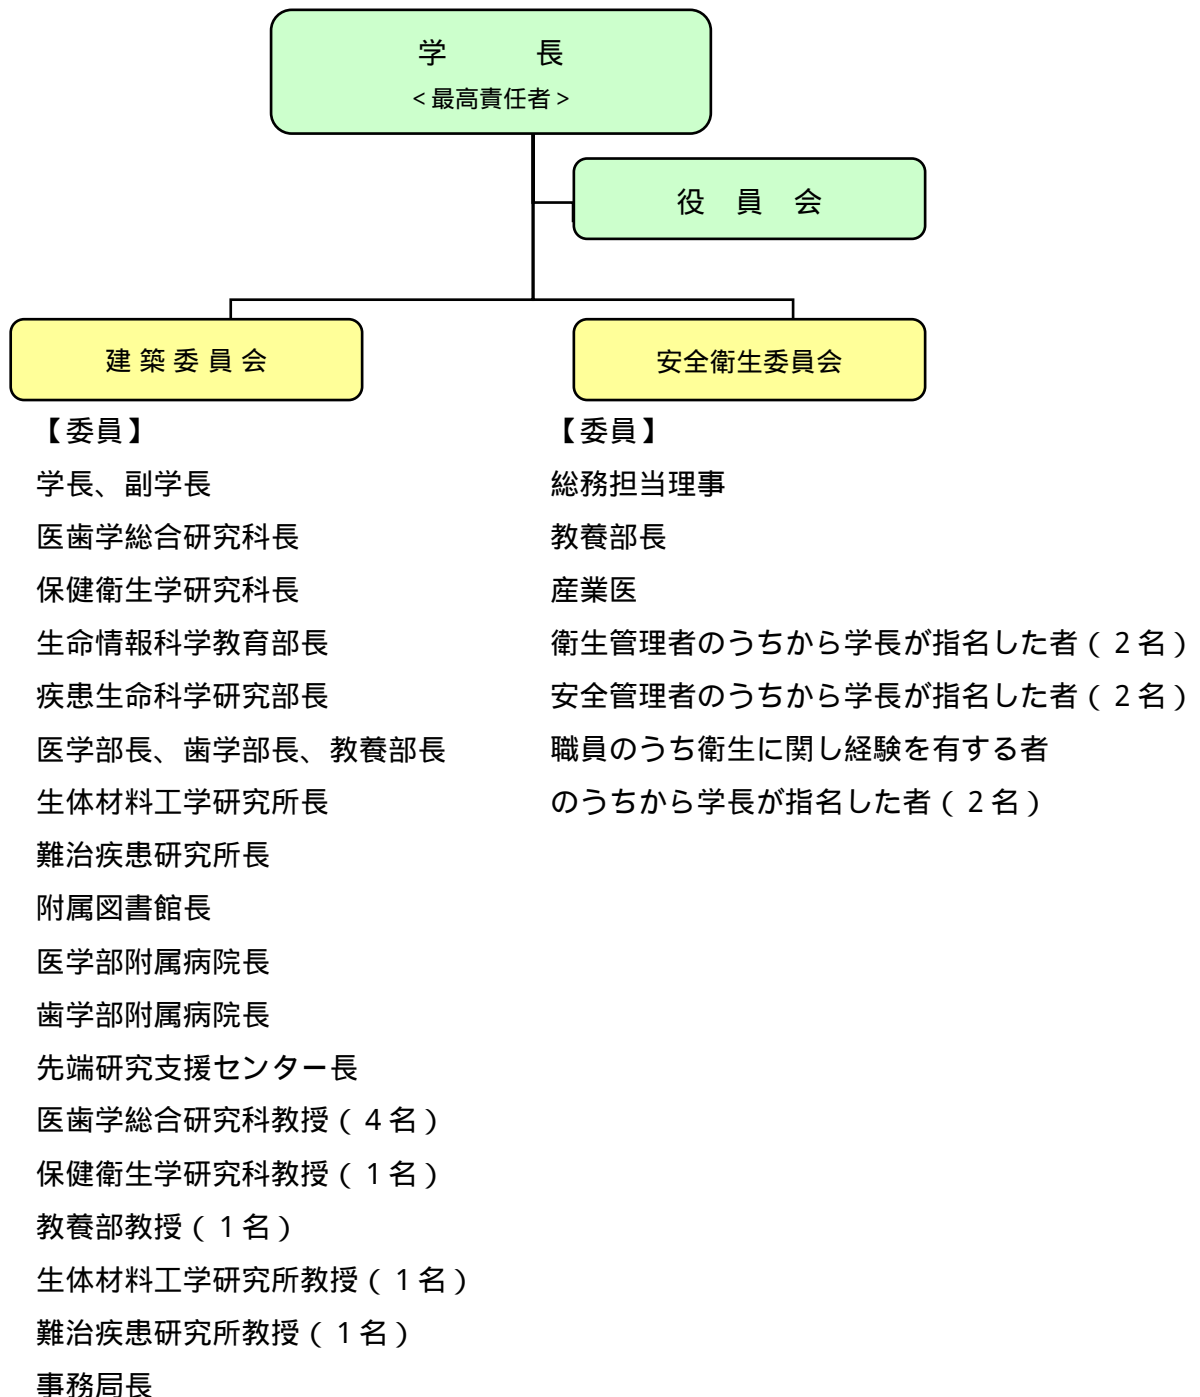 学　長
<最高責任者>
役 員 会
建 築 委 員 会
安全衛生委員会
【委員】
学長、副学長
医歯学総合研究科長
保健衛生学研究科長
生命情報科学教育部長
疾患生命科学研究部長
医学部長、歯学部長、教養部長
生体材料工学研究所長
難治疾患研究所長
附属図書館長
医学部附属病院長
歯学部附属病院長
先端研究支援センター長
医歯学総合研究科教授(4名)
保健衛生学研究科教授(1名)
教養部教授(1名)
生体材料工学研究所教授(1名)
難治疾患研究所教授(1名)
事務局長
【委員】
総務担当理事
教養部長
産業医
衛生管理者のうちから学長が指名した者(2名)
安全管理者のうちから学長が指名した者(2名)
職員のうち衛生に関し経験を有する者
のうちから学長が指名した者(2名)